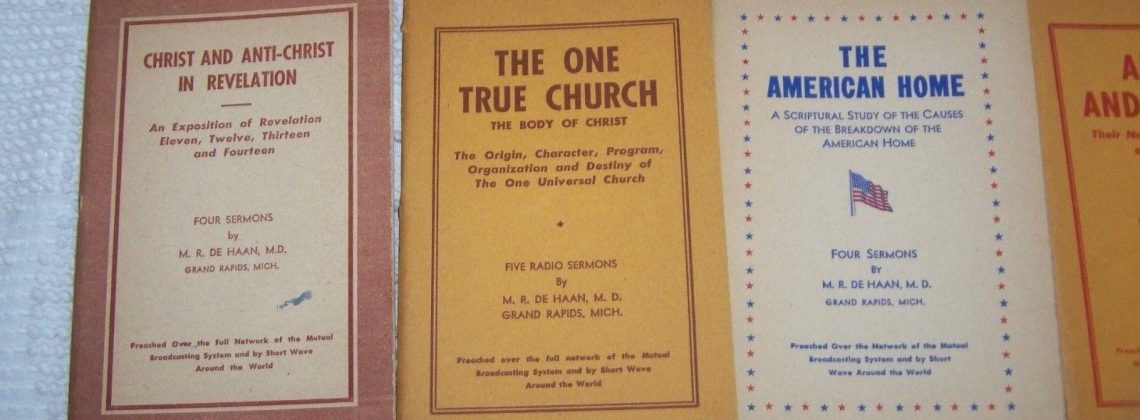 CHRIST AND ANTI-CHRIST
IN REVELATION
An Exposition of Revelation
Eleven, Twelve, Thirteen
and Fourteen
FOUR SERMONS
by
M. R. DE HAAN, M.D.
GRAND RAPIDS, MICH.
Preached Over the Full Network of the Mutual
Broadcasting System and by Short Wave
Around the World
THE ONE
TRUE CHURCH
THE BODY OF CHRIST
The Origin, Character, Program,
Organization and Destiny of
The One Universal Church
FIVE RADIO SERMONS
By
M. R. DE HAAN, M. D.
GRAND RAPIDS, MICH.
Preached over the full network of the Mutual
Broadcasting System and by Short Wave
Around the World
THE
AMERICAN HOME
A SCRIPTURAL STUDY OF THE CAUSES
OF THE BREAKDOWN OF THE
AMERICAN HOME
FOUR SERMONS
BY
M. R. DE HAAN, M. D.
GRAND RAPIDS, MICH.
Preached Over the Full Network of the Mutual
Broadcasting System and by Short
Wave Around the World
AND
Their